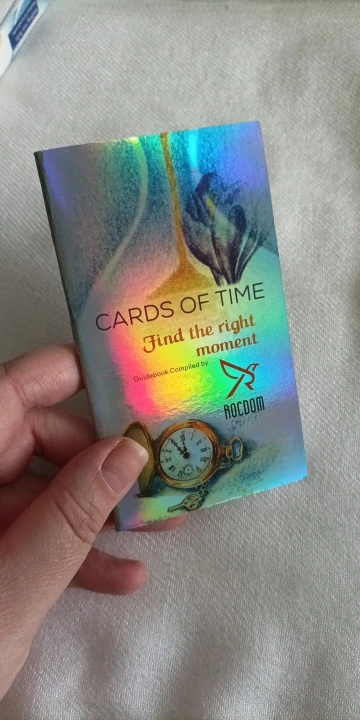 CARDS OF TIME
Find the right
moment
Guidebook Compiled by
ROCDOM